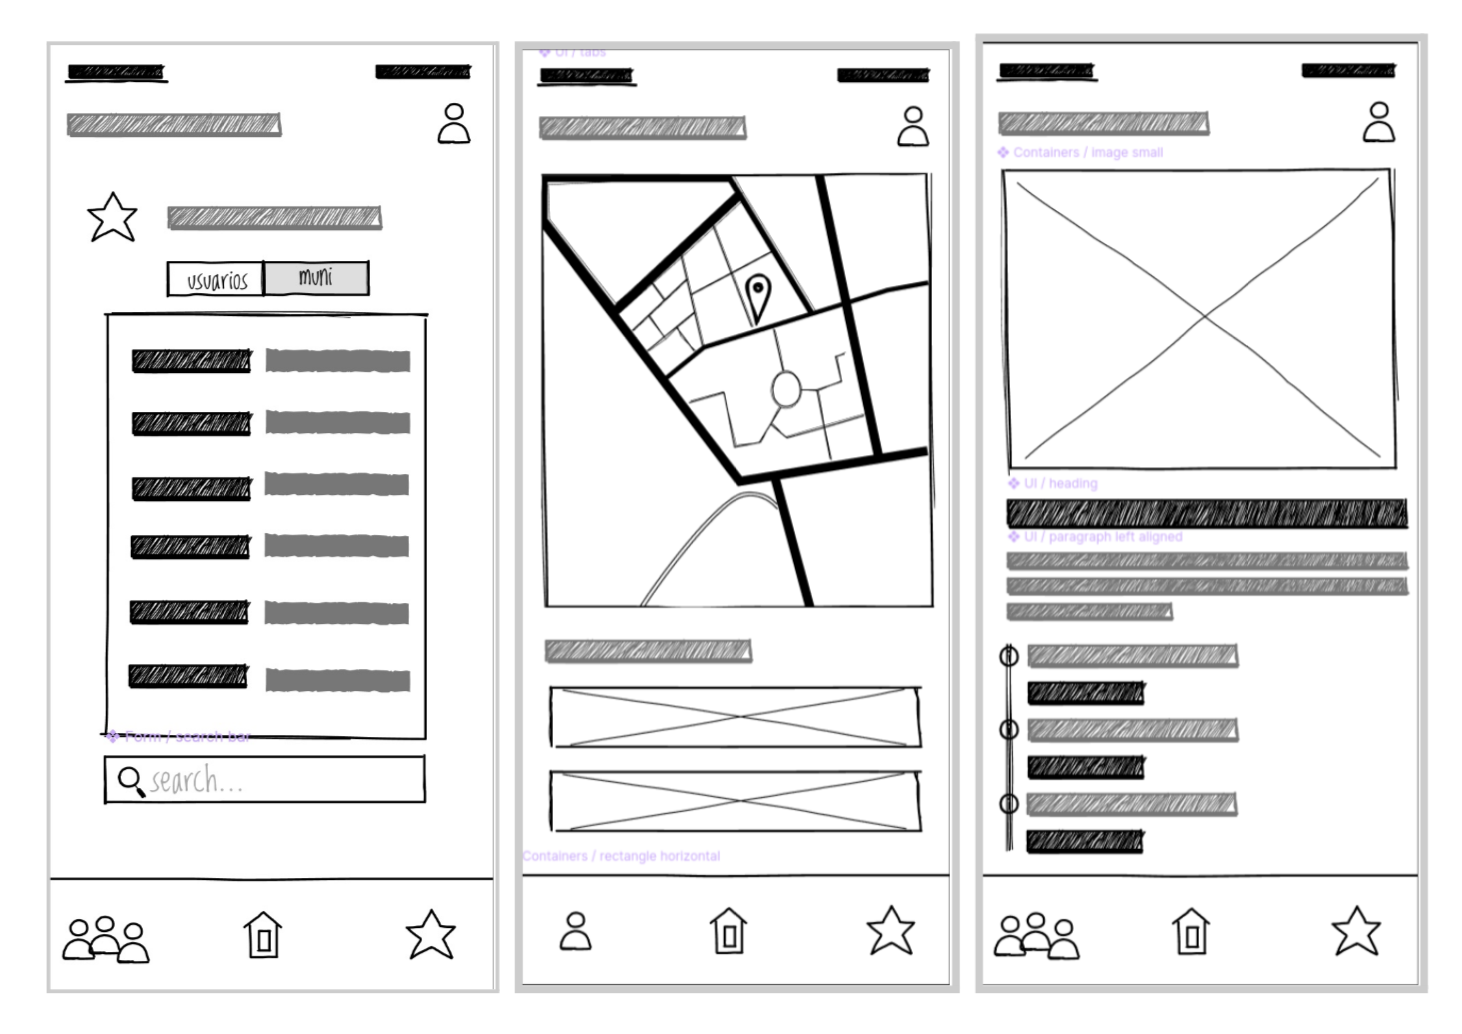 usuarios
muni
Form / search bar
search...
UI / tabs
Containers / rectangle horizontal
Containers / image small
UI / heading
UI / paragraph left aligned